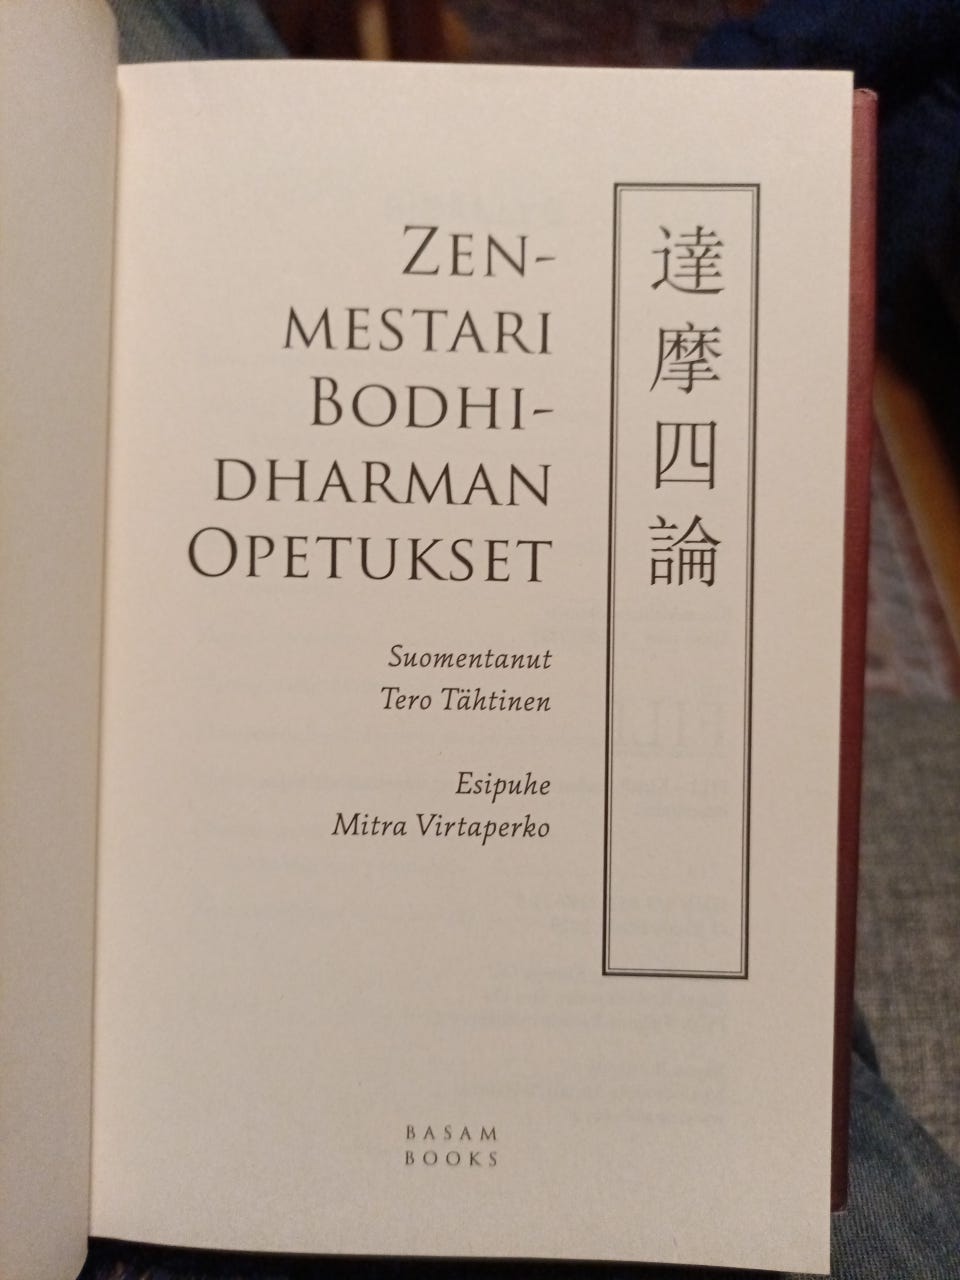 ZEN-
MESTARI
BODHI-
DHARMAN
OPETUKSET
Suomentanut
Tero Tähtinen
Esipuhe
Mitra Virtaperko
達摩四論
BASAM
BOOKS